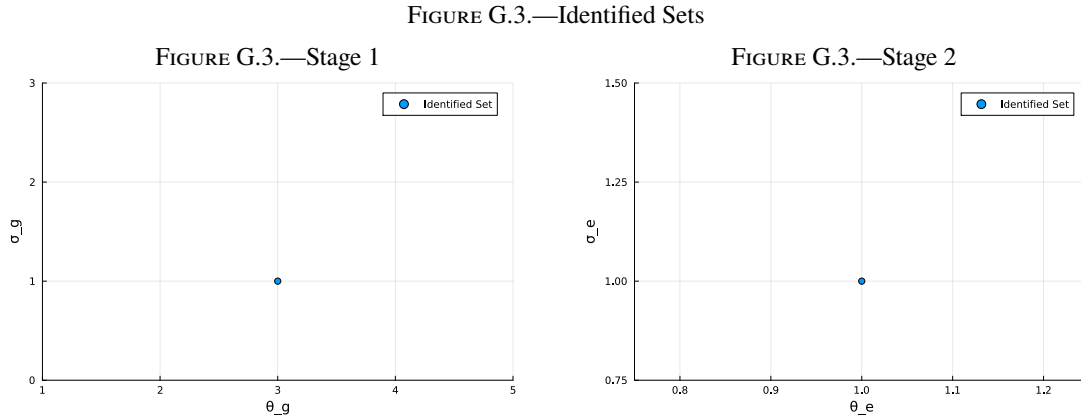 FIGURE G.3.—Identified Sets
FIGURE G.3.—Stage 1
FIGURE G.3.—Stage 2
3
2
1
0
σ_g
Identified Set
1 2 3 4 5
θ_g
1.50
1.25
1.00
0.75
σ_e
Identified Set
0.8 0.9 1.0 1.1 1.2
θ_e